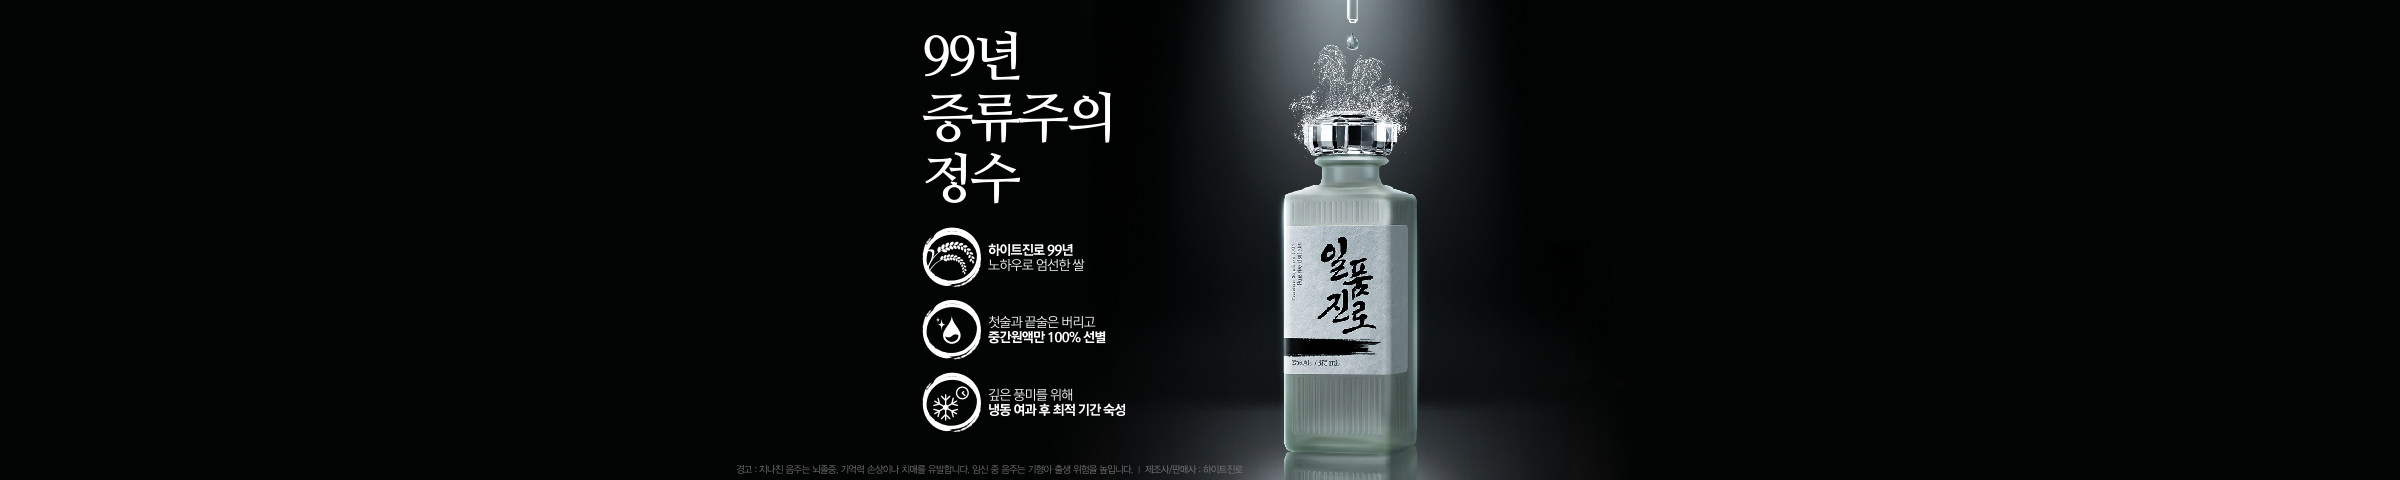 99년
증류주의
정수
하이트진로 99년
노하우로 엄선한 쌀
첫술과 끝술은 버리고
중간원액만 100% 선별
깊은 풍미를 위해
냉동 여과 후 최적 기간 숙성
일품
진로
경고 : 지나친 음주는 뇌졸중, 기억력 손상이나 치매를 유발합니다. 임신 중 음주는 기형아 출생 위험을 높입니다. | 제조사/판매사 : 하이트진로